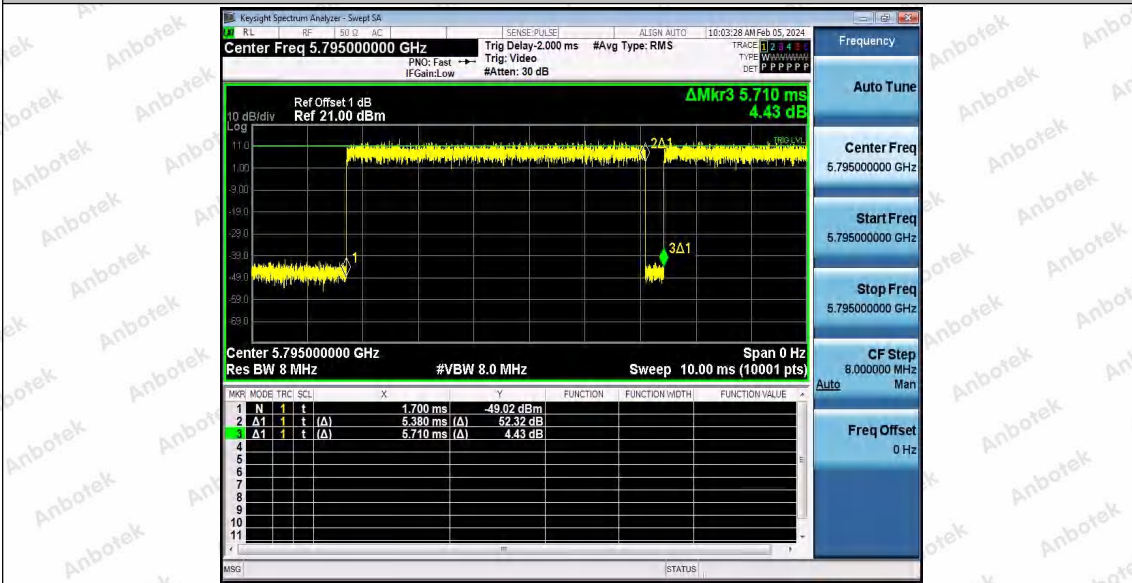 Keysight Spectrum Analyzer - Swept SA
RL RF 50 Ω AC SENSE:PULSE ALIGN AUTO 10:03:28 AM Feb 05, 2024
Center Freq 5.795000000 GHz
Trig Delay-2.000 ms #Avg Type: RMS
TRACE 1 2 3 4 5 6
PNO: Fast Trig: Video
TYPE WWWWWW
IFGain:Low #Atten: 30 dB
DET P P P P P P
Frequency
Auto Tune
ΔMkr3 5.710 ms
4.43 dB
Ref Offset 1 dB
10 dB/div Ref 21.00 dBm
Log
11.0
1.00
-9.00
-19.0
-29.0
-39.0
-49.0
-59.0
-69.0
TRIG LVL
2Δ1
1
3Δ1
Center 5.795000000 GHz Span 0 Hz
Res BW 8 MHz #VBW 8.0 MHz Sweep 10.00 ms (10001 pts)
Center Freq
5.795000000 GHz
Start Freq
5.795000000 GHz
Stop Freq
5.795000000 GHz
CF Step
8.000000 MHz
Auto Man
Freq Offset
0 Hz
MKR MODE TRC SCL X Y FUNCTION FUNCTION WIDTH FUNCTION VALUE
1 N 1 t 1.700 ms -49.02 dBm
2 Δ1 1 t (Δ) 5.380 ms (Δ) 52.32 dB
3 Δ1 1 t (Δ) 5.710 ms (Δ) 4.43 dB
4
5
6
7
8
9
10
11
MSG STATUS
Anbotek